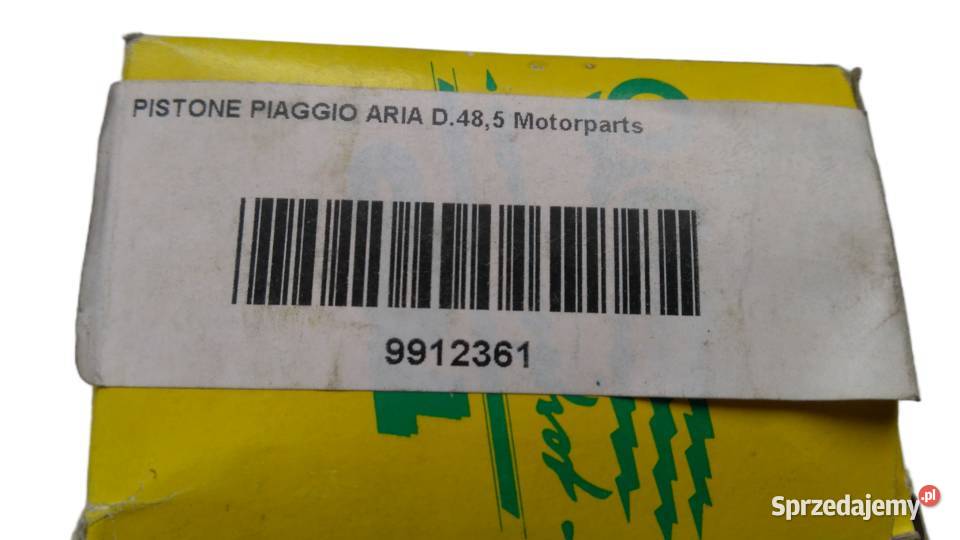 PISTONE PIAGGIO ARIA D.48,5 Motorparts
9912361
Sprzedajemy.pl